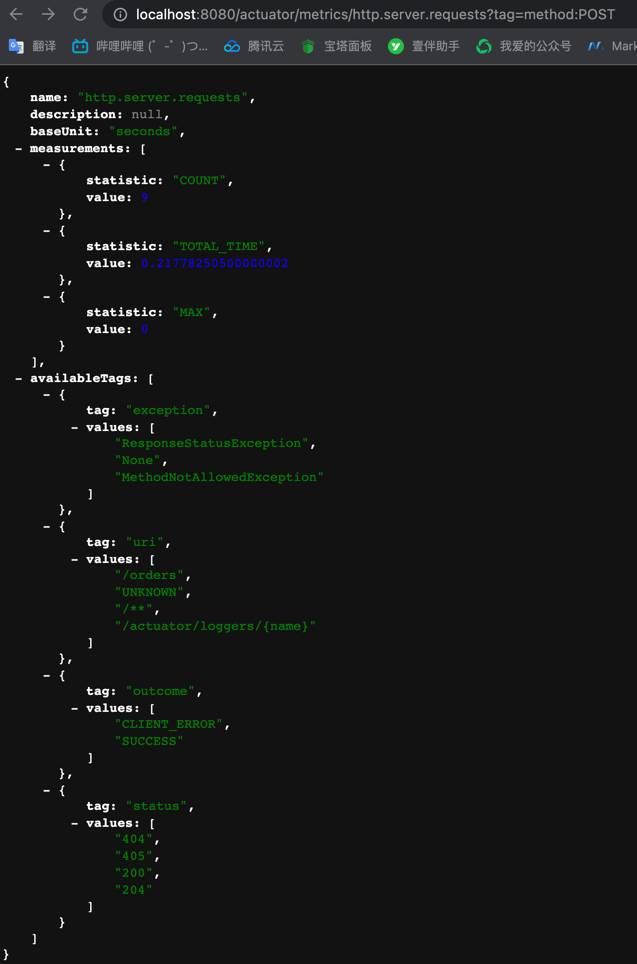 localhost:8080/actuator/metrics/http.server.requests?tag=method:POST
翻译 哔哩哔哩 (゜-゜)つ... 腾讯云 宝塔面板 壹伴助手 我爱的公众号 Mark
{
name: "http.server.requests",
description: null,
baseUnit: "seconds",
- measurements: [
- {
statistic: "COUNT",
value: 9
},
- {
statistic: "TOTAL_TIME",
value: 0.21778250500000002
},
- {
statistic: "MAX",
value: 0
}
],
- availableTags: [
- {
tag: "exception",
- values: [
"ResponseStatusException",
"None",
"MethodNotAllowedException"
]
},
- {
tag: "uri",
- values: [
"/orders",
"UNKNOWN",
"/**",
"/actuator/loggers/{name}"
]
},
- {
tag: "outcome",
- values: [
"CLIENT_ERROR",
"SUCCESS"
]
},
- {
tag: "status",
- values: [
"404",
"405",
"200",
"204"
]
}
]
}